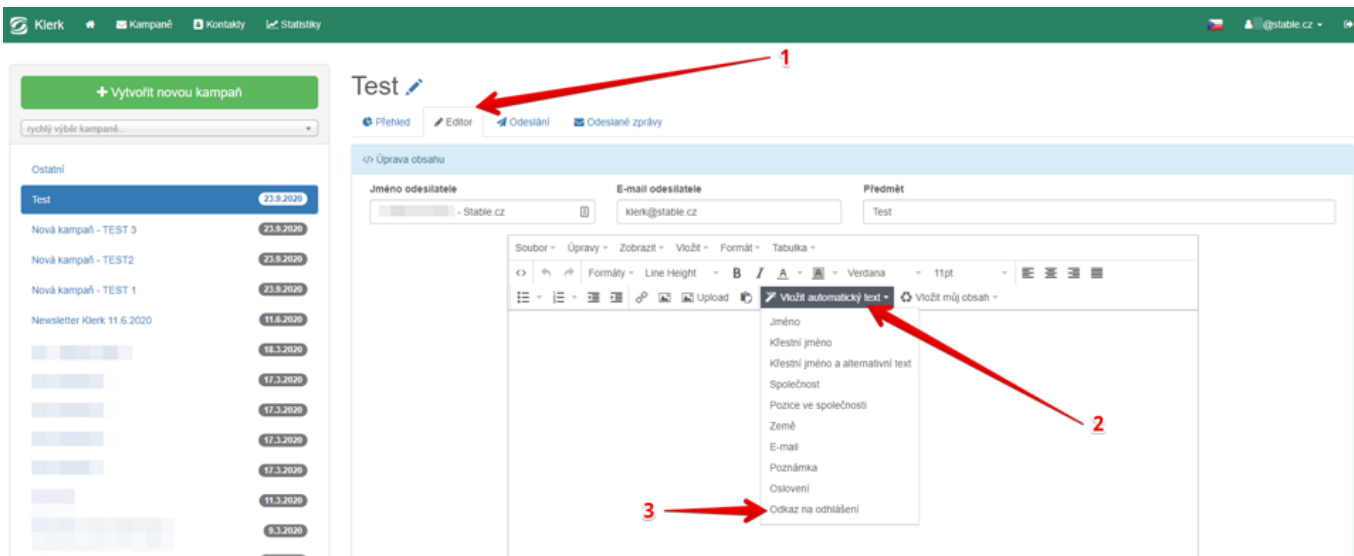 Klerk Kampaně Kontakty Statistiky @stable.cz
1
+ Vytvořit novou kampaň
rychlý výběr kampaně...
Ostatní
Test 23.9.2020
Nová kampaň - TEST 3 23.9.2020
Nová kampaň - TEST2 23.9.2020
Nová kampaň - TEST 1 23.9.2020
Newsletter Klerk 11.6.2020 11.6.2020
18.3.2020
17.3.2020
17.3.2020
17.3.2020
17.3.2020
11.3.2020
9.3.2020
Test
Přehled Editor Odeslání Odeslané zprávy
</> Úprava obsahu
Jméno odesilatele E-mail odesilatele Předmět
- Stable.cz klerk@stable.cz Test
Soubor Úpravy Zobrazit Vložit Formát Tabulka
<> Formáty Line Height B I A A Verdana 11pt
Upload Vložit automatický text Vložit můj obsah
Jméno
Křestní jméno
Křestní jméno a alternativní text
Společnost
Pozice ve společnosti
Země
2
E-mail
Poznámka
Oslovení
3 Odkaz na odhlášení